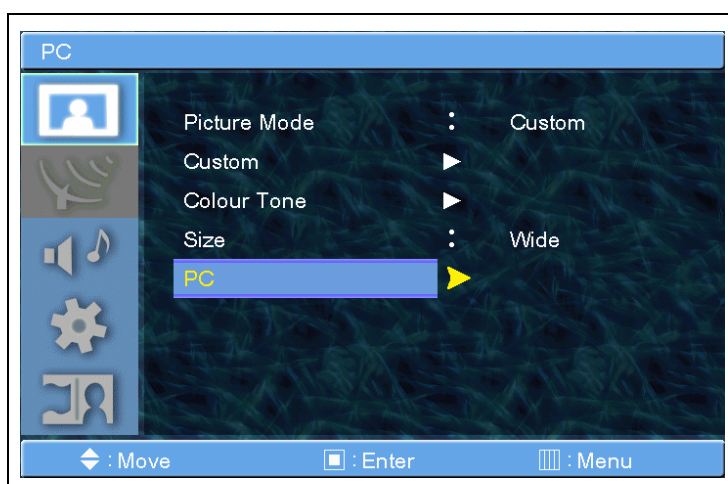 PC
Picture Mode : Custom
Custom
Colour Tone
Size : Wide
PC
: Move : Enter : Menu